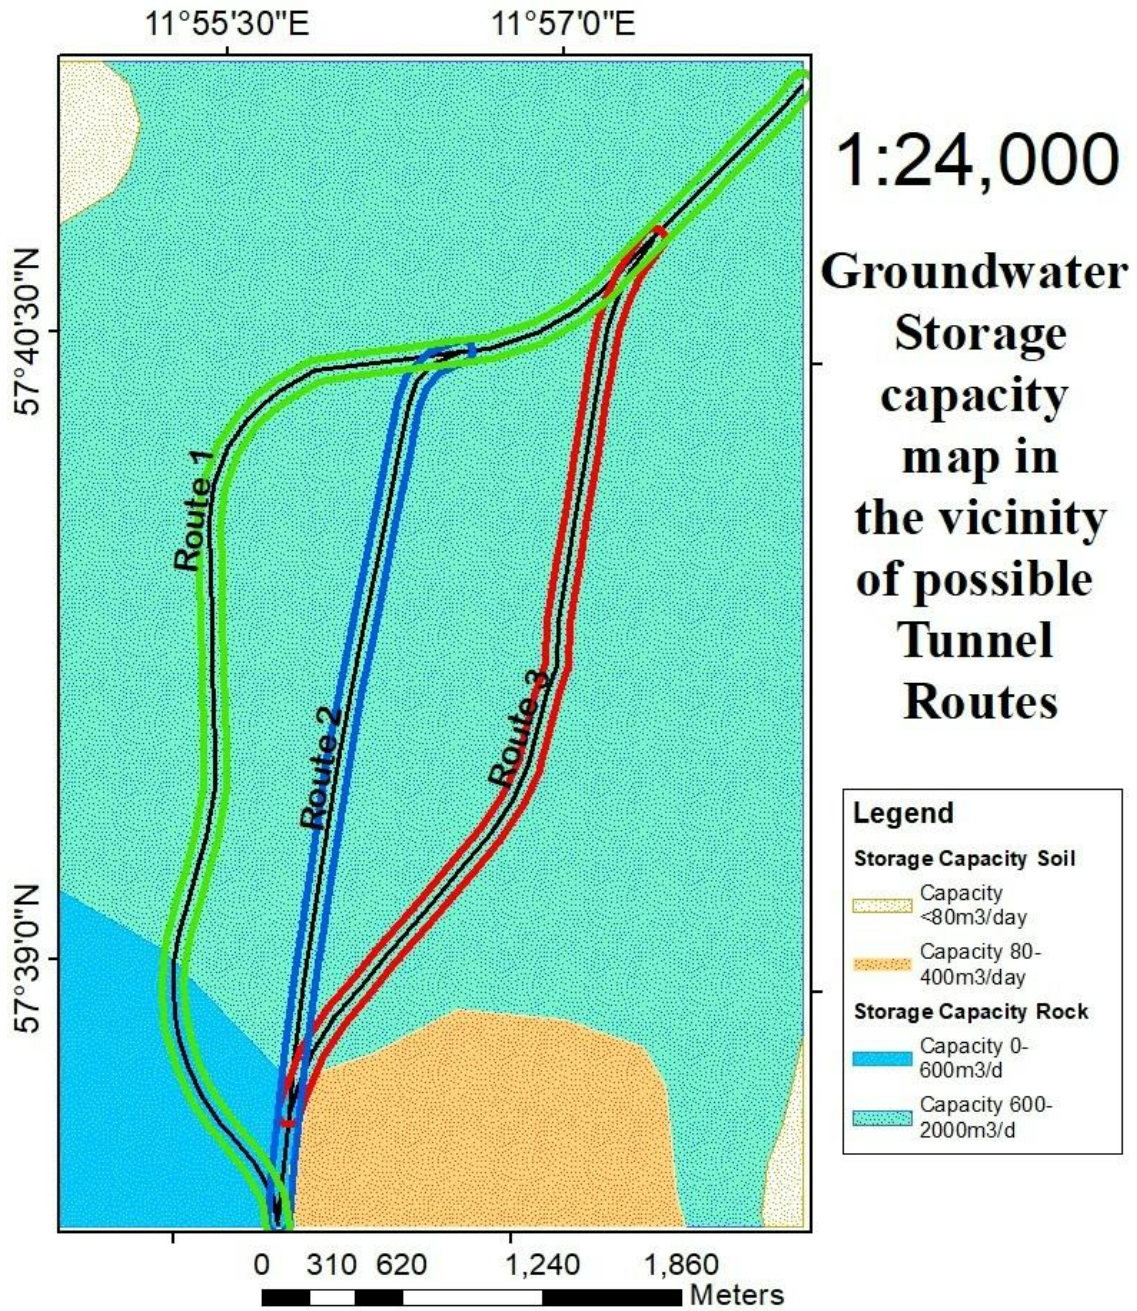 11°55'30"E 11°57'0"E
1:24,000
Groundwater
Storage
capacity
map in
the vicinity
of possible
Tunnel
Routes
57°40'30"N
57°39'0"N
Route 1
Route 2
Route 3
Legend
Storage Capacity Soil
Capacity
<80m3/day
Capacity 80-
400m3/day
Storage Capacity Rock
Capacity 0-
600m3/d
Capacity 600-
2000m3/d
0 310 620 1,240 1,860
Meters